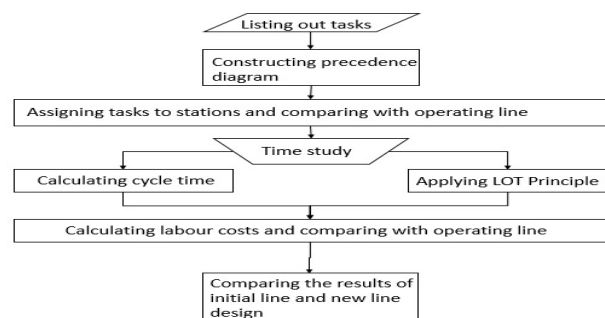 Listing out tasks
Constructing precedence
diagram
Assigning tasks to stations and comparing with operating line
Time study
Calculating cycle time
Applying LOT Principle
Calculating labour costs and comparing with operating line
Comparing the results of
initial line and new line
design